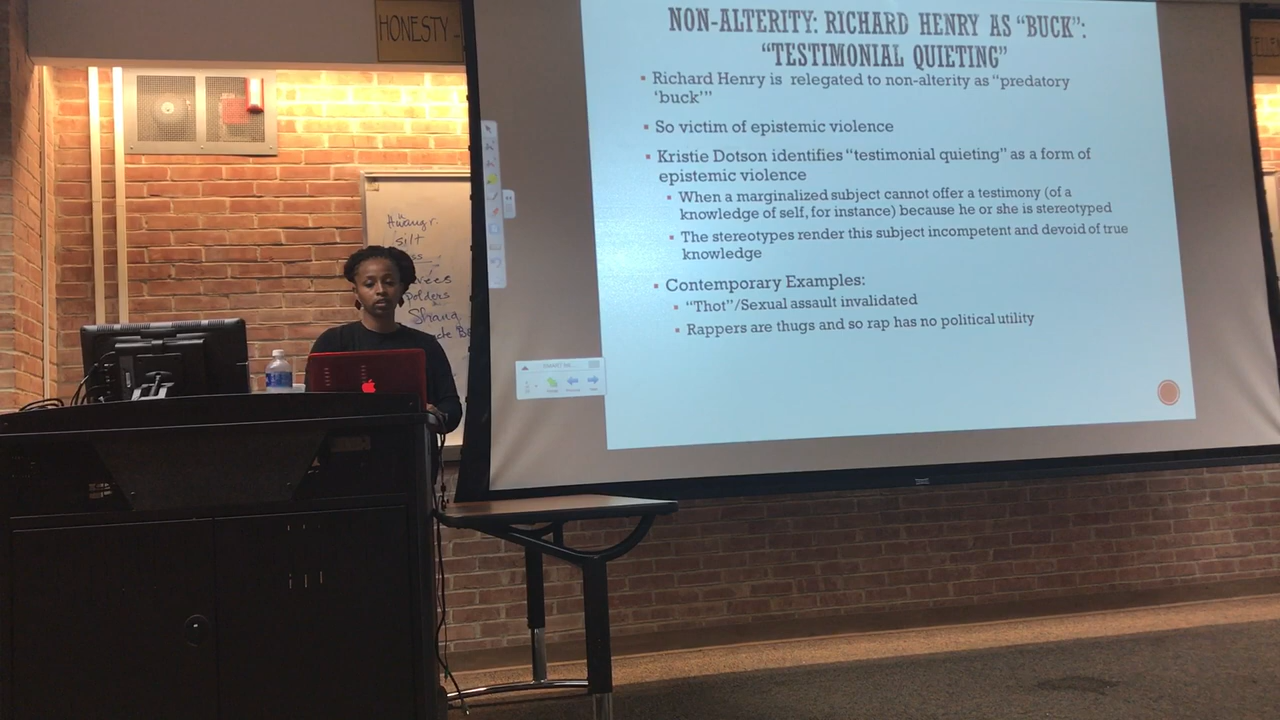 HONESTY -
NON-ALTERITY: RICHARD HENRY AS “BUCK”:
“TESTIMONIAL QUIETING”
Richard Henry is relegated to non-alterity as “predatory
‘buck’”
So victim of epistemic violence
Kristie Dotson identifies “testimonial quieting” as a form of
epistemic violence
When a marginalized subject cannot offer a testimony (of a
knowledge of self, for instance) because he or she is stereotyped
The stereotypes render this subject incompetent and devoid of true
knowledge
Contemporary Examples:
“Thot”/Sexual assault invalidated
Rappers are thugs and so rap has no political utility
silt
polders